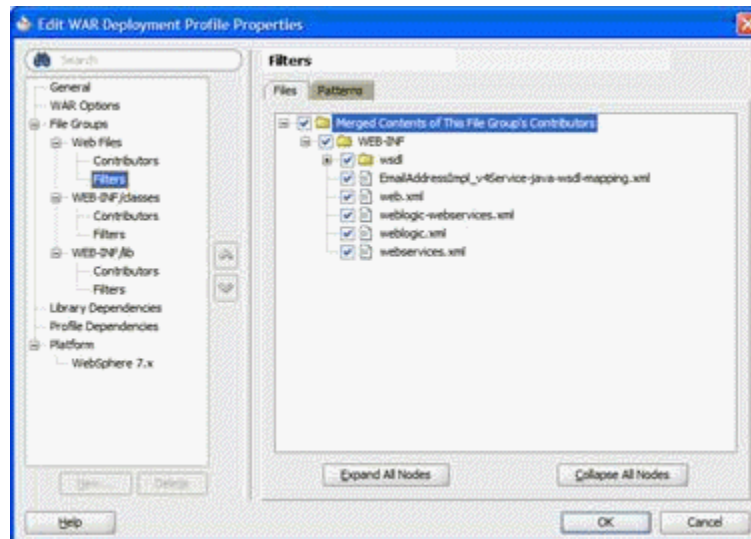 Edit WAR Deployment Profile Properties
Search
General
WAR Options
File Groups
Web Files
Contributors
Filters
WEB-INF/classes
Contributors
Filters
WEB-INF/lib
Contributors
Filters
Library Dependencies
Profile Dependencies
Platform
WebSphere 7.x
New...
Delete
Filters
Files
Patterns
Merged Contents of This File Group's Contributors
WEB-INF
wsdl
EmailAddressImpl_v4Service-java-wsdl-mapping.xml
web.xml
weblogic-webservices.xml
weblogic.xml
webservices.xml
Expand All Nodes
Collapse All Nodes
Help
OK
Cancel